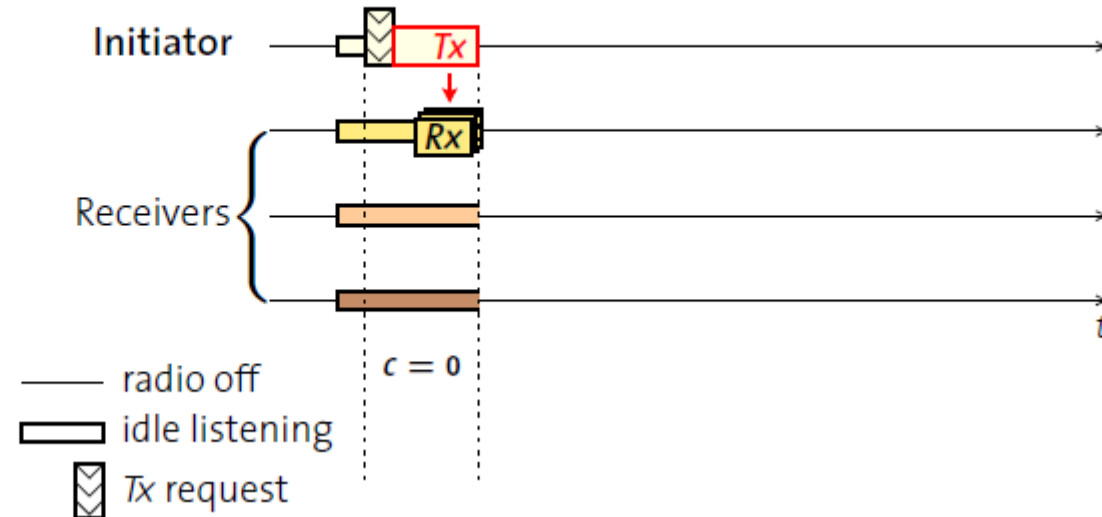 Initiator
Tx
Rx
Receivers
t
c = 0
radio off
idle listening
Tx request